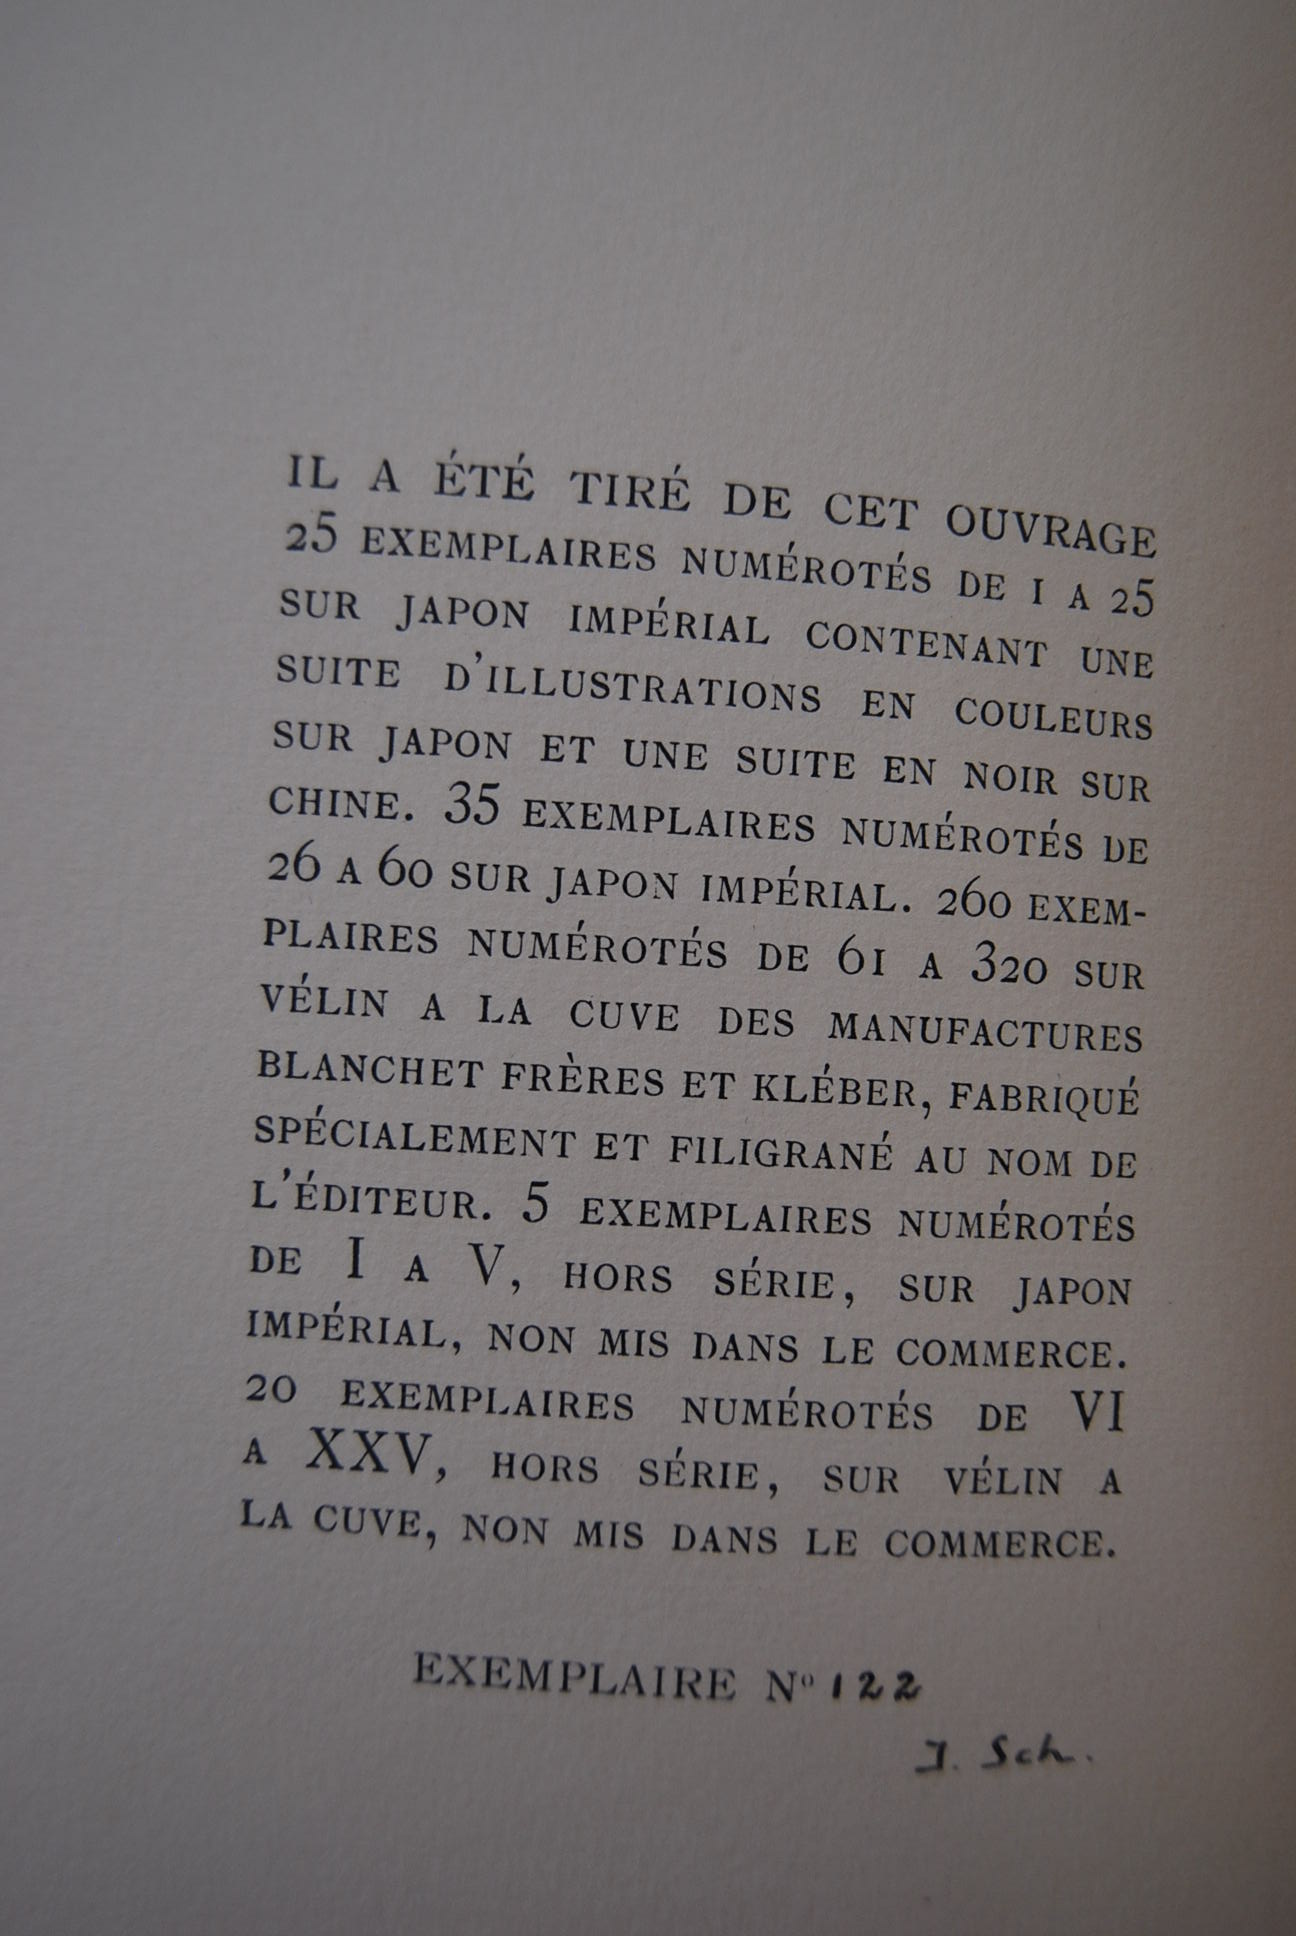 IL A ÉTÉ TIRÉ DE CET OUVRAGE
25 EXEMPLAIRES NUMÉROTÉS DE 1 A 25
SUR JAPON IMPÉRIAL CONTENANT UNE
SUITE D'ILLUSTRATIONS EN COULEURS
SUR JAPON ET UNE SUITE EN NOIR SUR
CHINE. 35 EXEMPLAIRES NUMÉROTÉS DE
26 A 60 SUR JAPON IMPÉRIAL. 260 EXEM-
PLAIRES NUMÉROTÉS DE 61 A 320 SUR
VÉLIN A LA CUVE DES MANUFACTURES
BLANCHET FRÈRES ET KLÉBER, FABRIQUÉ
SPÉCIALEMENT ET FILIGRANÉ AU NOM DE
L'ÉDITEUR. 5 EXEMPLAIRES NUMÉROTÉS
DE I A V, HORS SÉRIE, SUR JAPON
IMPÉRIAL, NON MIS DANS LE COMMERCE.
20 EXEMPLAIRES NUMÉROTÉS DE VI
A XXV, HORS SÉRIE, SUR VÉLIN A
LA CUVE, NON MIS DANS LE COMMERCE.
EXEMPLAIRE N° 122
J. Sch.